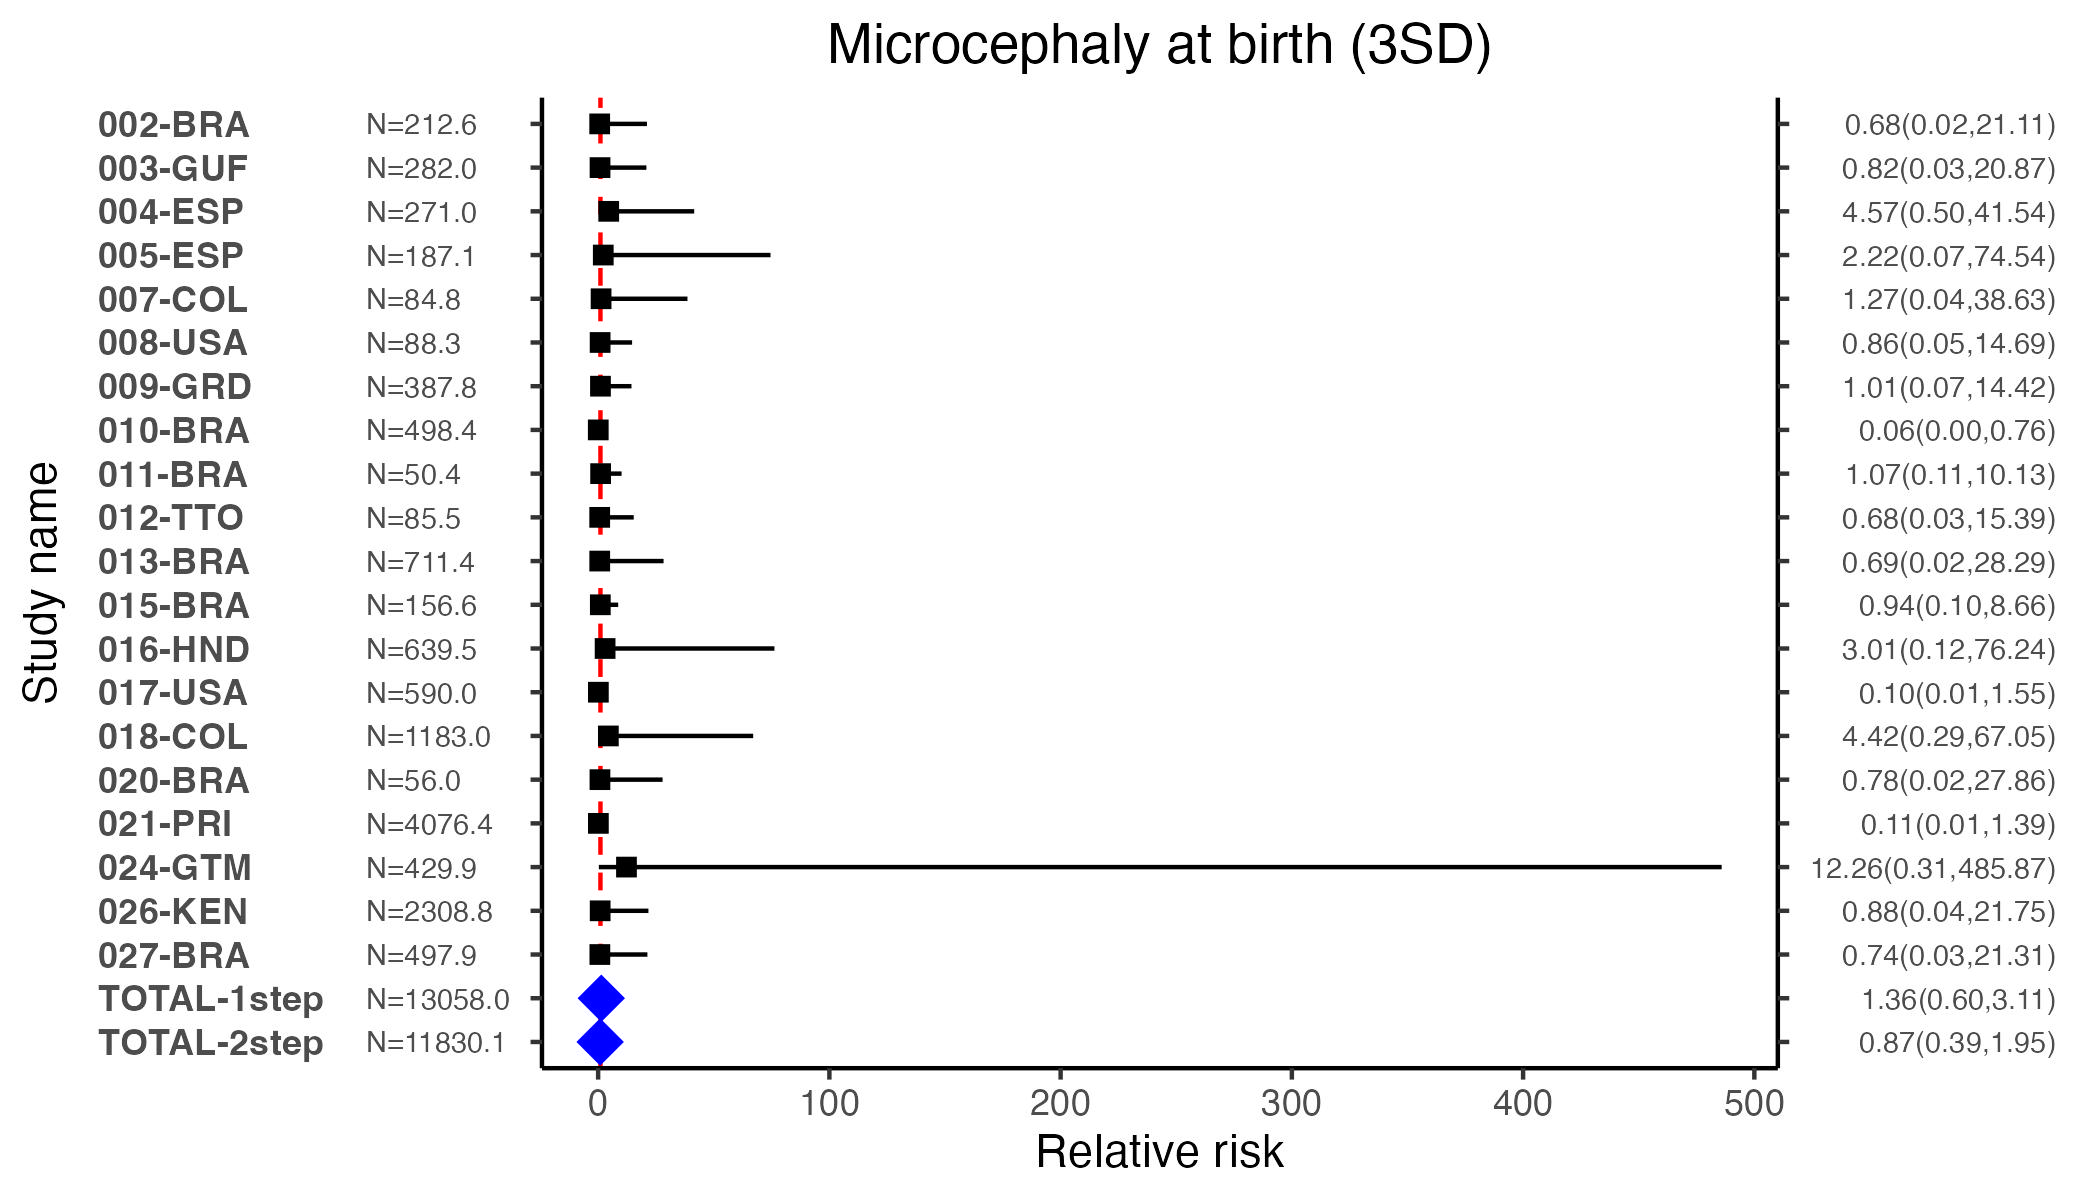 Microcephaly at birth (3SD)
Study name
002-BRA N=212.6 0.68(0.02,21.11)
003-GUF N=282.0 0.82(0.03,20.87)
004-ESP N=271.0 4.57(0.50,41.54)
005-ESP N=187.1 2.22(0.07,74.54)
007-COL N=84.8 1.27(0.04,38.63)
008-USA N=88.3 0.86(0.05,14.69)
009-GRD N=387.8 1.01(0.07,14.42)
010-BRA N=498.4 0.06(0.00,0.76)
011-BRA N=50.4 1.07(0.11,10.13)
012-TTO N=85.5 0.68(0.03,15.39)
013-BRA N=711.4 0.69(0.02,28.29)
015-BRA N=156.6 0.94(0.10,8.66)
016-HND N=639.5 3.01(0.12,76.24)
017-USA N=590.0 0.10(0.01,1.55)
018-COL N=1183.0 4.42(0.29,67.05)
020-BRA N=56.0 0.78(0.02,27.86)
021-PRI N=4076.4 0.11(0.01,1.39)
024-GTM N=429.9 12.26(0.31,485.87)
026-KEN N=2308.8 0.88(0.04,21.75)
027-BRA N=497.9 0.74(0.03,21.31)
TOTAL-1step N=13058.0 1.36(0.60,3.11)
TOTAL-2step N=11830.1 0.87(0.39,1.95)
0 100 200 300 400 500
Relative risk